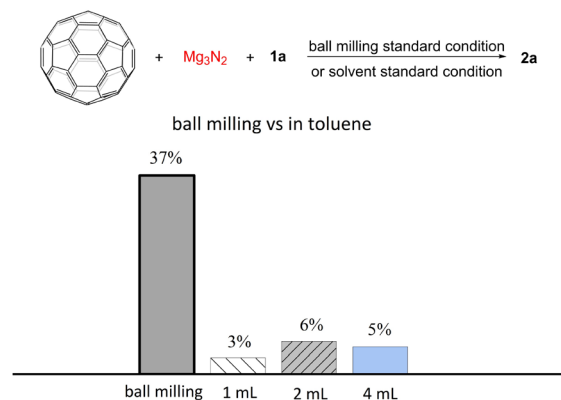 + Mg₃N₂ + 1a ball milling standard condition 2a
or solvent standard condition
ball milling vs in toluene
37%
3%
6%
5%
ball milling 1 mL 2 mL 4 mL